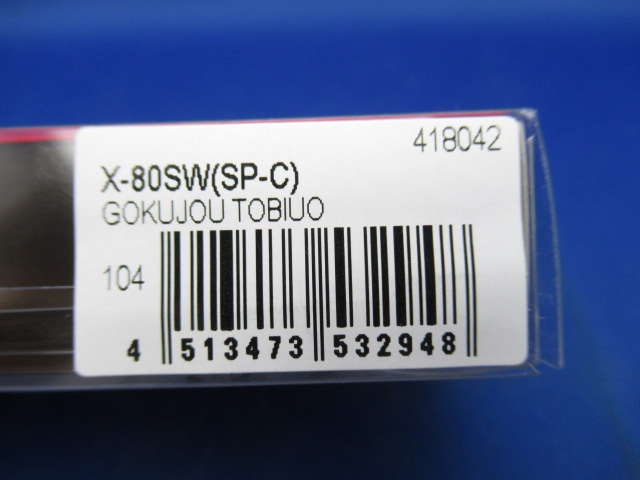 418042
X-80SW(SP-C)
GOKUJOU TOBIUO
104
4 513473 532948